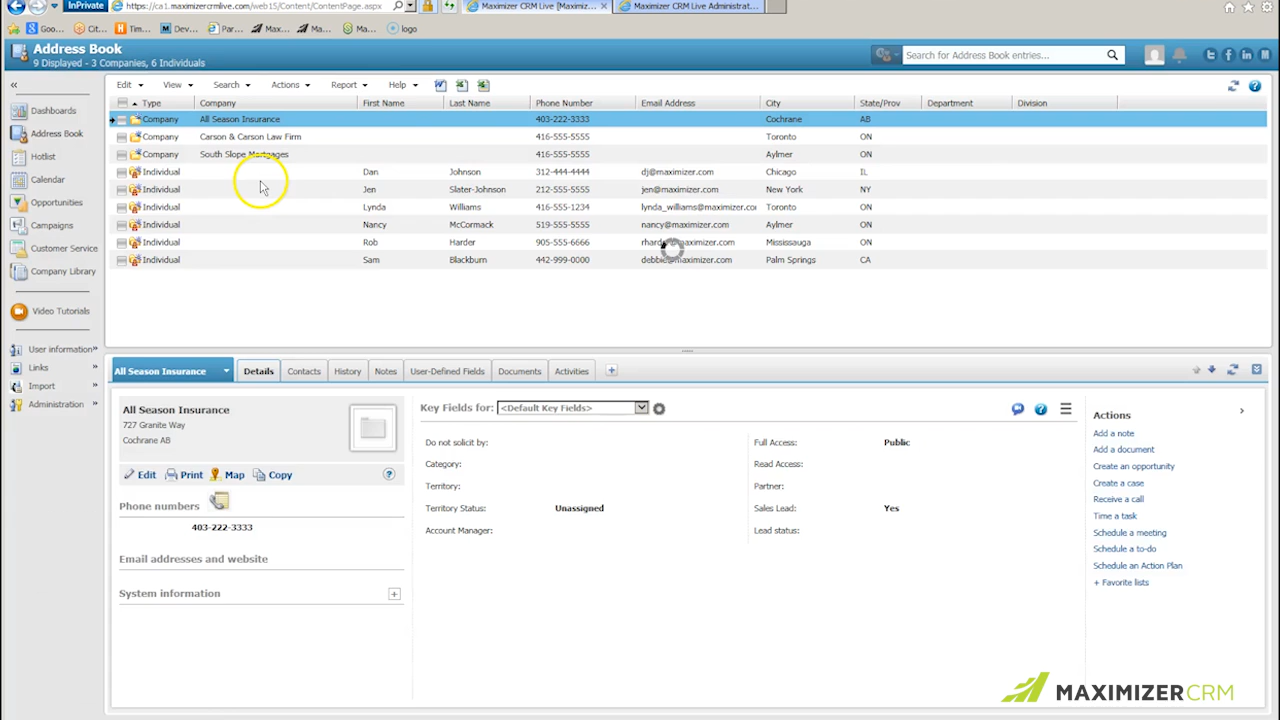 InPrivate https://ca1.maximizercrmlive.com/web15/Content/ContentPage.aspx Maximizer CRM Live [Maximiz... Maximizer CRM Live Administrat...
Goo... Cit... Tim... Dev... Par... Max... Ma... Ma... logo
Address Book
9 Displayed - 3 Companies, 6 Individuals
Search for Address Book entries...
Edit View Search Actions Report Help
Type Company First Name Last Name Phone Number Email Address City State/Prov Department Division
Company All Season Insurance 403-222-3333 Cochrane AB
Company Carson & Carson Law Firm 416-555-5555 Toronto ON
Company South Slope Mortgages 416-555-5555 Aylmer ON
Individual Dan Johnson 312-444-4444 dj@maximizer.com Chicago IL
Individual Jen Slater-Johnson 212-555-5555 jen@maximizer.com New York NY
Individual Lynda Williams 416-555-1234 lynda_williams@maximizer.co Toronto ON
Individual Nancy McCormack 519-555-5555 nancy@maximizer.com Aylmer ON
Individual Rob Harder 905-555-6666 Mississauga ON
Individual Sam Blackburn 442-999-0000 debbie@maximizer.com Palm Springs CA
Dashboards
Address Book
Hotlist
Calendar
Opportunities
Campaigns
Customer Service
Company Library
Video Tutorials
User information
Links
Import
Administration
All Season Insurance Details Contacts History Notes User-Defined Fields Documents Activities
All Season Insurance
727 Granite Way
Cochrane AB
Edit Print Map Copy
Phone numbers
403-222-3333
Email addresses and website
System information
Key Fields for: <Default Key Fields>
Do not solicit by:
Category:
Territory:
Territory Status: Unassigned
Account Manager:
Full Access: Public
Read Access:
Partner:
Sales Lead: Yes
Lead status:
Actions
Add a note
Add a document
Create an opportunity
Create a case
Receive a call
Time a task
Schedule a meeting
Schedule a to-do
Schedule an Action Plan
+ Favorite lists
MAXIMIZERCRM